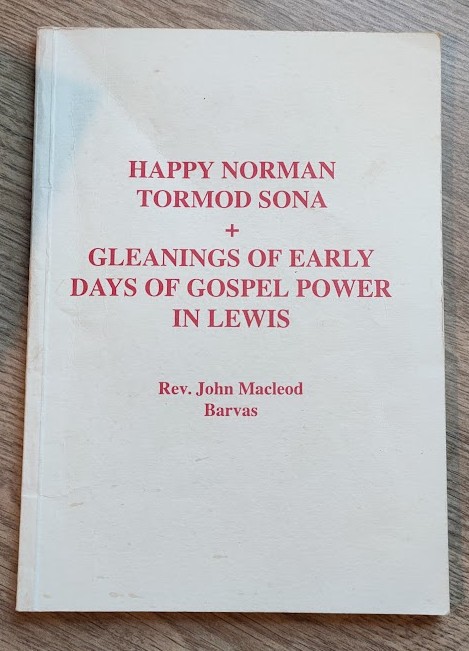 HAPPY NORMAN
TORMOD SONA
+
GLEANINGS OF EARLY
DAYS OF GOSPEL POWER
IN LEWIS
Rev. John Macleod
Barvas